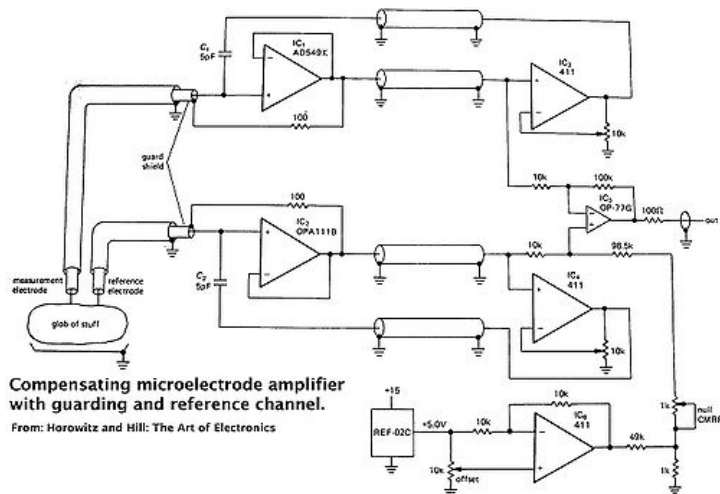 C₁
5pF
IC₁
AD549K
100
guard
shield
IC₃
411
10k
10k
100k
IC₅
OP-77G
100Ω
out
100
IC₂
OPA111B
C₂
5pF
10k
98.5k
IC₄
411
10k
measurement
electrode
reference
electrode
glob of stuff
Compensating microelectrode amplifier
with guarding and reference channel.
From: Horowitz and Hill: The Art of Electronics
+15
REF-02C
+5.0V
10k
10k
offset
10k
IC₆
411
49k
1k
null
CMRR
1k